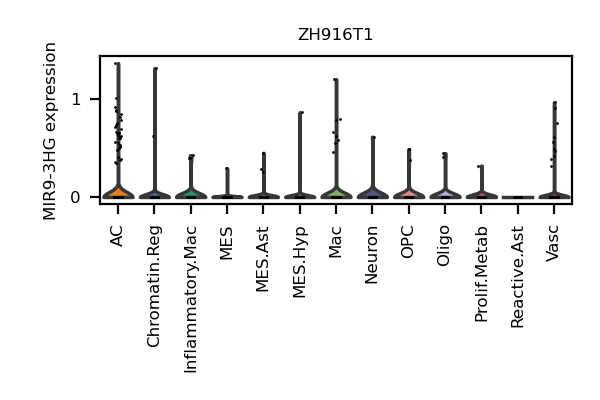 ZH916T1
MIR9-3HG expression
1
0
AC
Chromatin.Reg
Inflammatory.Mac
MES
MES.Ast
MES.Hyp
Mac
Neuron
OPC
Oligo
Prolif.Metab
Reactive.Ast
Vasc